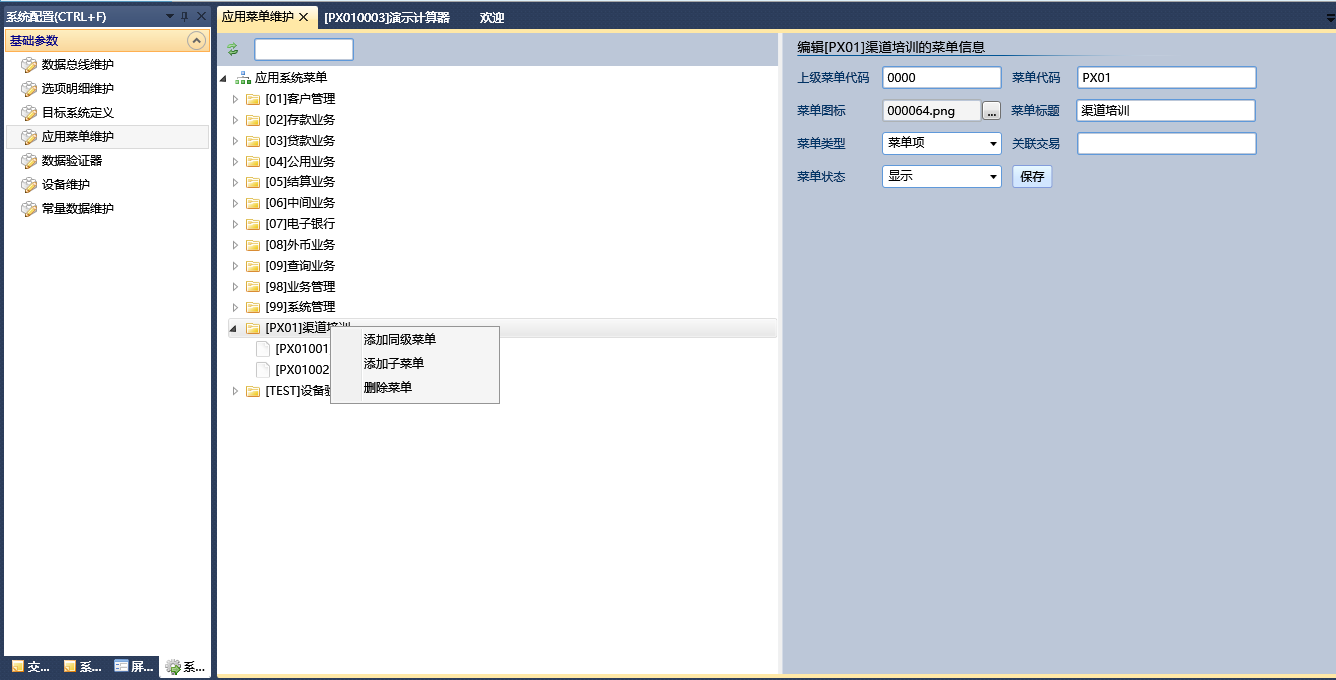 系统配置(CTRL+F)
基础参数
数据总线维护
选项明细维护
目标系统定义
应用菜单维护
数据验证器
设备维护
常量数据维护
交...
系...
屏...
系...
应用菜单维护
[PX010003]演示计算器
欢迎
应用系统菜单
[01]客户管理
[02]存款业务
[03]贷款业务
[04]公用业务
[05]结算业务
[06]中间业务
[07]电子银行
[08]外币业务
[09]查询业务
[98]业务管理
[99]系统管理
[PX01]渠道培训
[PX01001
[PX01002
[TEST]设备
添加同级菜单
添加子菜单
删除菜单
编辑[PX01]渠道培训的菜单信息
上级菜单代码 0000 菜单代码 PX01
菜单图标 000064.png ... 菜单标题 渠道培训
菜单类型 菜单项 关联交易
菜单状态 显示 保存